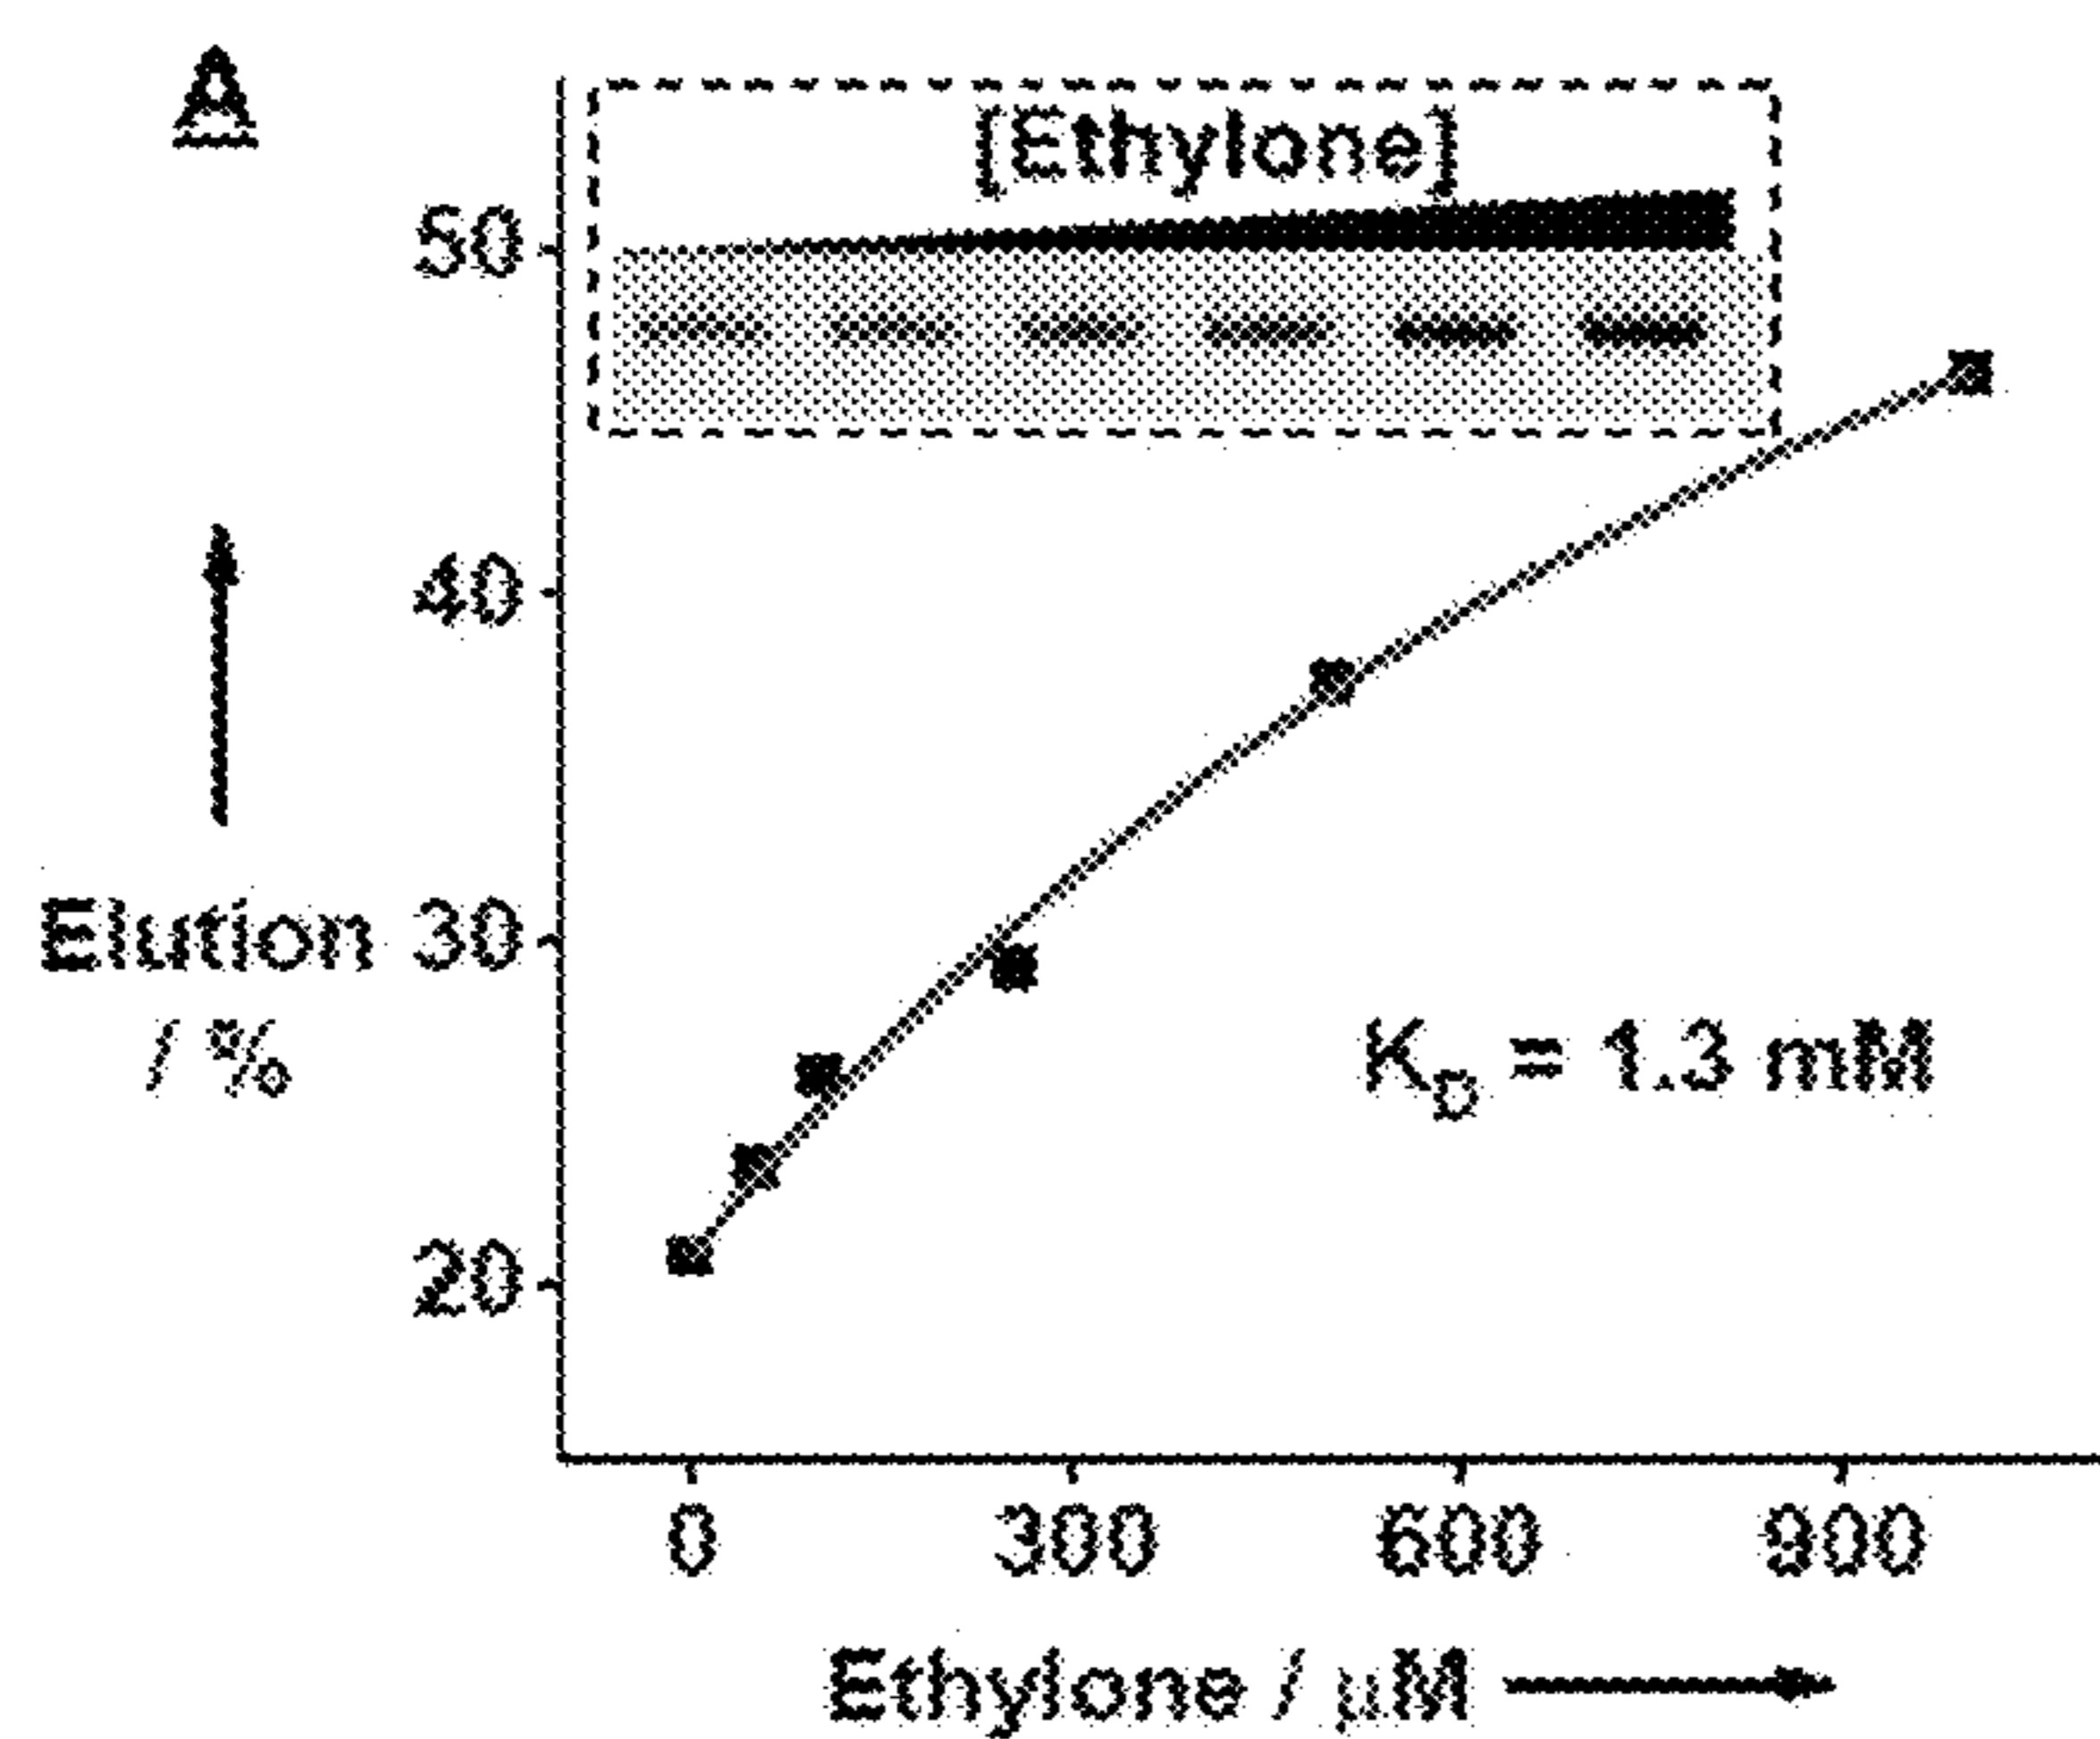 A
[Ethylone]
50
40
Elution 30
/ %
K_D = 1.3 mM
20
0 300 600 900
Ethylone / µM